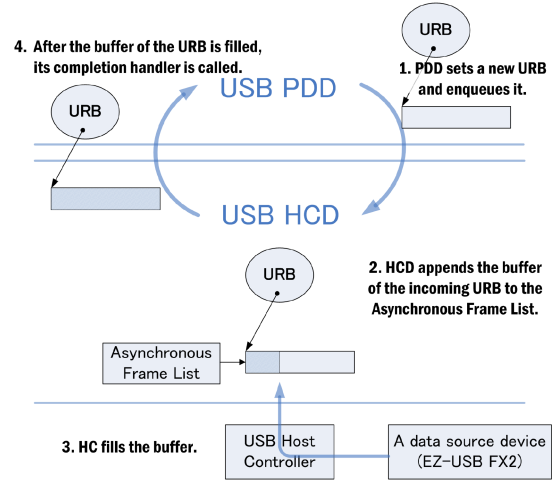 URB
4. After the buffer of the URB is filled,
its completion handler is called.
1. PDD sets a new URB
and enqueues it.
USB PDD
URB
USB HCD
URB
2. HCD appends the buffer
of the incoming URB to the
Asynchronous Frame List.
Asynchronous
Frame List
3. HC fills the buffer.
USB Host
Controller
A data source device
(EZ-USB FX2)